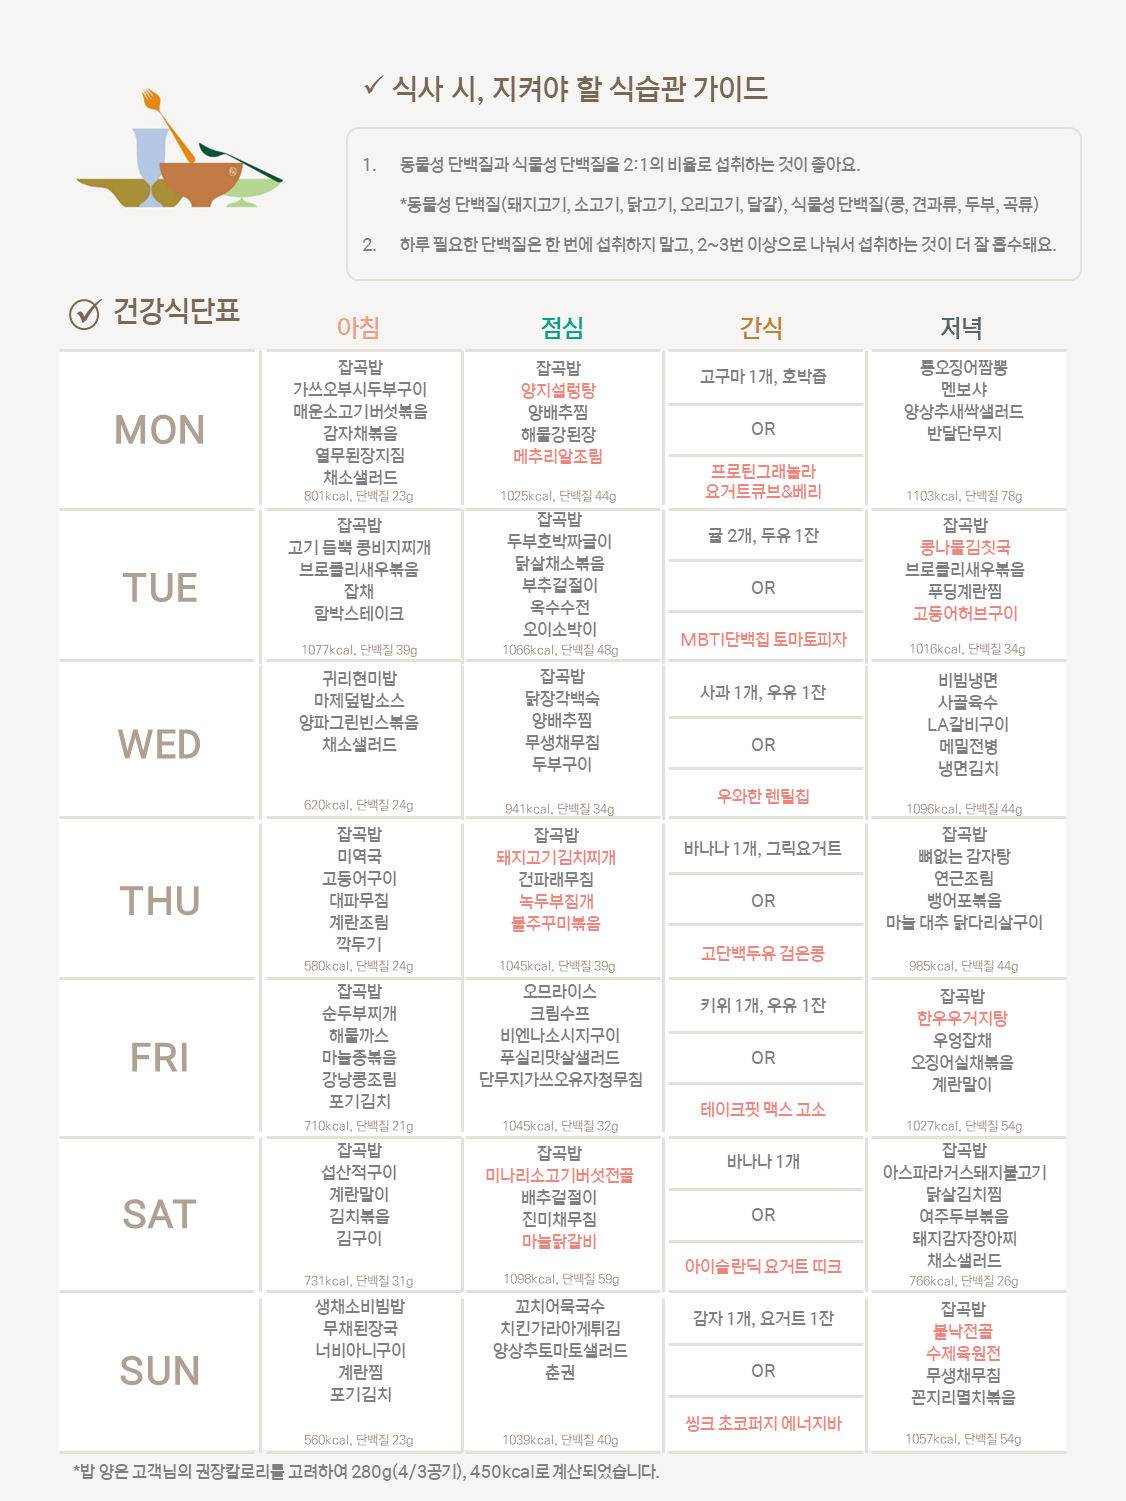 식사 시, 지켜야 할 식습관 가이드
1. 동물성 단백질과 식물성 단백질을 2:1의 비율로 섭취하는 것이 좋아요.
*동물성 단백질(돼지고기, 소고기, 닭고기, 오리고기, 달걀), 식물성 단백질(콩, 견과류, 두부, 곡류)
2. 하루 필요한 단백질은 한 번에 섭취하지 말고, 2~3번 이상으로 나눠서 섭취하는 것이 더 잘 흡수돼요.
건강식단표
아침
점심
간식
저녁
MON
잡곡밥
가쓰오부시두부구이
매운소고기버섯볶음
감자채볶음
열무된장지짐
채소샐러드
801kcal, 단백질 23g
잡곡밥
양지설렁탕
양배추찜
해물강된장
메추리알조림
1025kcal, 단백질 44g
고구마 1개, 호박즙
OR
프로틴그래놀라
요거트큐브&베리
통오징어짬뽕
멘보샤
양상추새싹샐러드
반달단무지
1103kcal, 단백질 78g
TUE
잡곡밥
고기 듬뿍 콩비지찌개
브로콜리새우볶음
잡채
함박스테이크
1077kcal, 단백질 39g
잡곡밥
두부호박짜글이
닭살채소볶음
부추겉절이
옥수수전
오이소박이
1066kcal, 단백질 48g
귤 2개, 두유 1잔
OR
MBTI단백칩 토마토피자
잡곡밥
콩나물김칫국
브로콜리새우볶음
푸딩계란찜
고등어허브구이
1016kcal, 단백질 34g
WED
귀리현미밥
마제덮밥소스
양파그린빈스볶음
채소샐러드
620kcal, 단백질 24g
잡곡밥
닭장각백숙
양배추찜
무생채무침
두부구이
941kcal, 단백질 34g
사과 1개, 우유 1잔
OR
우와한 렌틸칩
비빔냉면
사골육수
LA갈비구이
메밀전병
냉면김치
1096kcal, 단백질 44g
THU
잡곡밥
미역국
고등어구이
대파무침
계란조림
깍두기
580kcal, 단백질 24g
잡곡밥
돼지고기김치찌개
건파래무침
녹두부침개
불주꾸미볶음
1045kcal, 단백질 39g
바나나 1개, 그릭요거트
OR
고단백두유 검은콩
잡곡밥
뼈없는 감자탕
연근조림
뱅어포볶음
마늘 대추 닭다리살구이
985kcal, 단백질 44g
FRI
잡곡밥
순두부찌개
해물까스
마늘종볶음
강낭콩조림
포기김치
710kcal, 단백질 21g
오므라이스
크림수프
비엔나소시지구이
푸실리맛살샐러드
단무지가쓰오유자청무침
1045kcal, 단백질 32g
키위 1개, 우유 1잔
OR
테이크핏 맥스 고소
잡곡밥
한우우거지탕
우엉잡채
오징어실채볶음
계란말이
1027kcal, 단백질 54g
SAT
잡곡밥
섭산적구이
계란말이
김치볶음
김구이
731kcal, 단백질 31g
잡곡밥
미나리소고기버섯전골
배추겉절이
진미채무침
마늘닭갈비
1098kcal, 단백질 59g
바나나 1개
OR
아이슬란딕 요거트 띠크
잡곡밥
아스파라거스돼지불고기
닭살김치찜
여주두부볶음
돼지감자장아찌
채소샐러드
766kcal, 단백질 26g
SUN
생채소비빔밥
무채된장국
너비아니구이
계란찜
포기김치
560kcal, 단백질 23g
꼬치어묵국수
치킨가라아게튀김
양상추토마토샐러드
춘권
1039kcal, 단백질 40g
감자 1개, 요거트 1잔
OR
씽크 초코퍼지 에너지바
잡곡밥
불낙전골
수제육원전
무생채무침
꼰지리멸치볶음
1057kcal, 단백질 54g
*밥 양은 고객님의 권장칼로리를 고려하여 280g(4/3공기), 450kcal로 계산되었습니다.